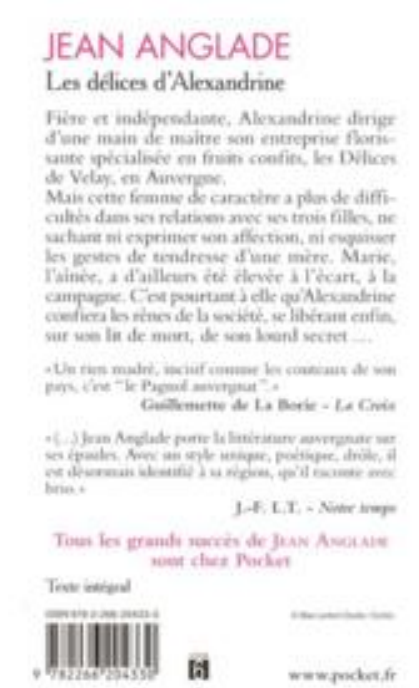 JEAN ANGLADE
Les délices d'Alexandrine
Fière et indépendante, Alexandrine dirige
d'une main de maître son entreprise floris-
sante spécialisée en fruits confits, les Délices
de Velay, en Auvergne.
Mais cette femme de caractère a plus de diffi-
cultés dans ses relations avec ses trois filles, ne
sachant ni exprimer son affection, ni esquisser
les gestes de tendresse d'une mère. Marie,
l'aînée, a d'ailleurs été élevée à l'écart, à la
campagne. C'est pourtant à elle qu'Alexandrine
confiera les rênes de la société, se libérant enfin,
sur son lit de mort, de son lourd secret ...
« Un rien madré, incisif comme les couteaux de son
pays, c'est "le Pagnol auvergnat". »
Guillemette de La Borie - La Croix
« (...) Jean Anglade porte la littérature auvergnate sur
ses épaules. Avec un style unique, poétique, drôle, il
est désormais identifié à sa région, qu'il raconte avec
brio. »
J.-F. L.T. - Notre temps
Tous les grands succès de JEAN ANGLADE
sont chez Pocket
Texte intégral
9 782266 204330
www.pocket.fr